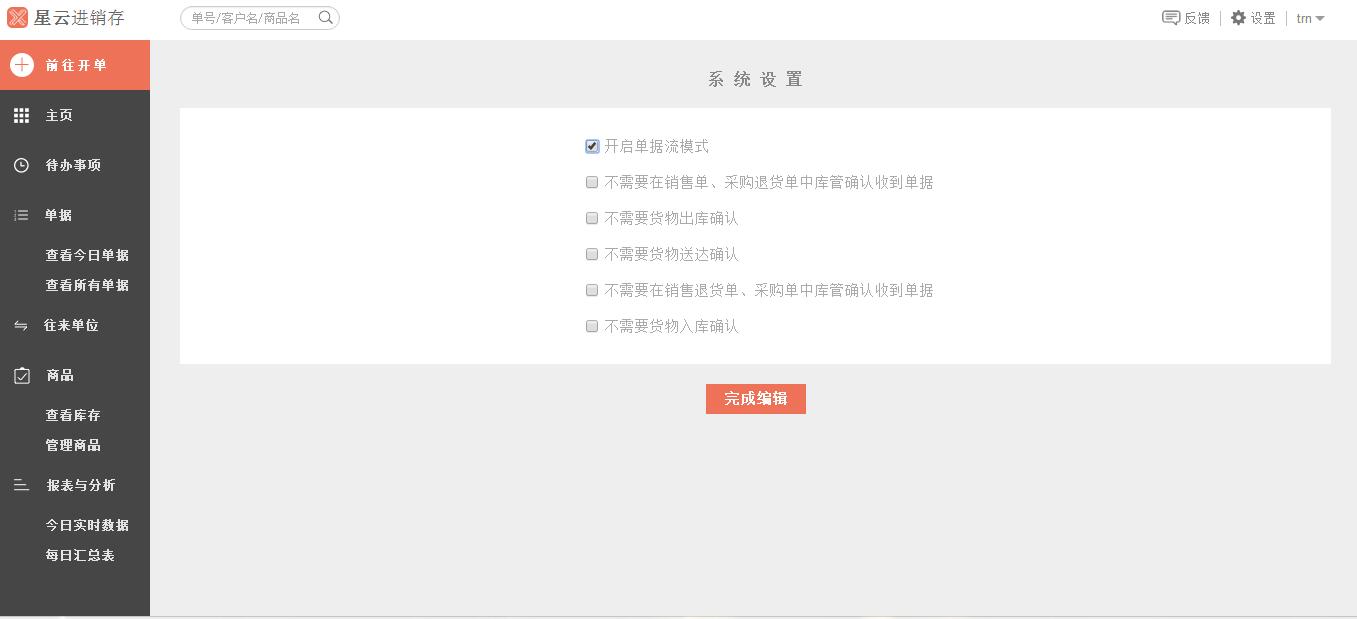 星云进销存
单号/客户名/商品名
反馈
设置
trn
前往开单
主页
待办事项
单据
查看今日单据
查看所有单据
往来单位
商品
查看库存
管理商品
报表与分析
今日实时数据
每日汇总表
系统设置
开启单据流模式
不需要在销售单、采购退货单中库管确认收到单据
不需要货物出库确认
不需要货物送达确认
不需要在销售退货单、采购单中库管确认收到单据
不需要货物入库确认
完成编辑